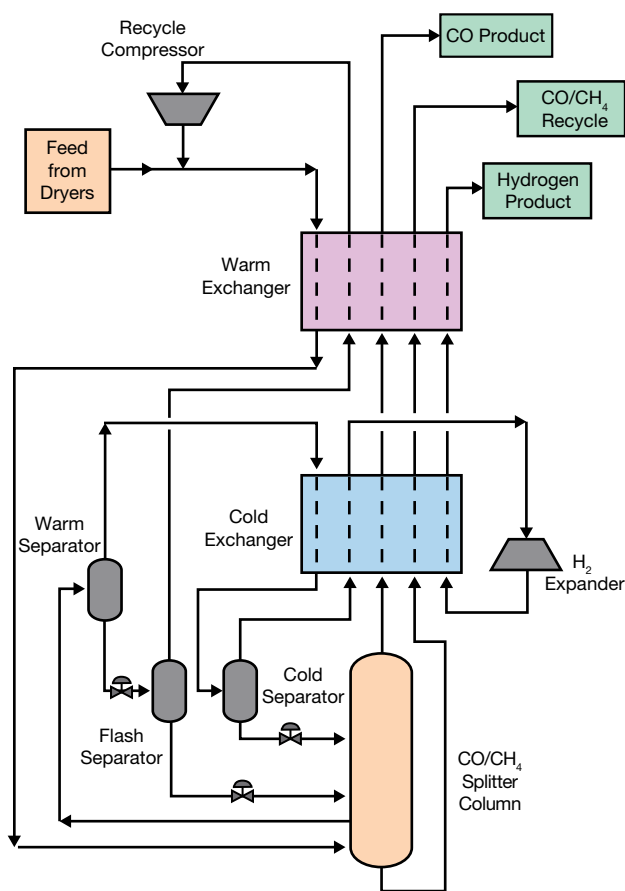 Recycle
Compressor
CO Product
CO/CH₄
Recycle
Feed
from
Dryers
Hydrogen
Product
Warm
Exchanger
Warm
Separator
Cold
Exchanger
H₂
Expander
Cold
Separator
Flash
Separator
CO/CH₄
Splitter
Column